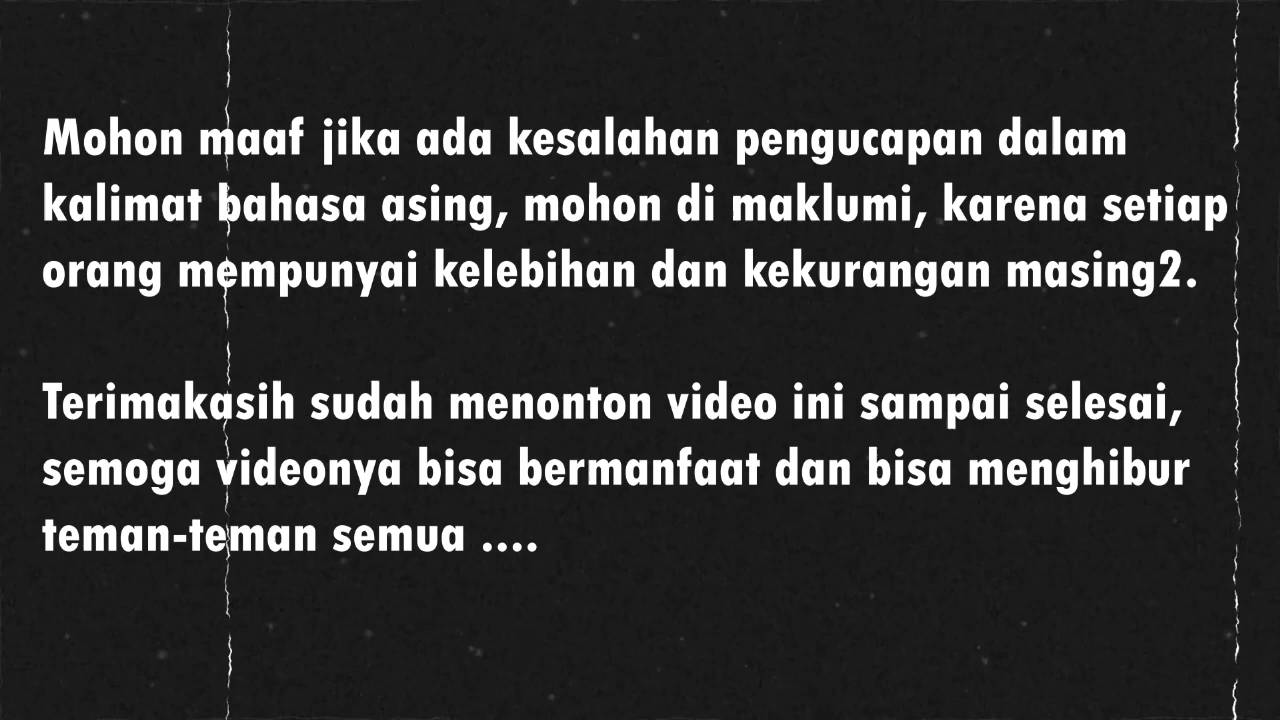 Mohon maaf jika ada kesalahan pengucapan dalam
kalimat bahasa asing, mohon di maklumi, karena setiap
orang mempunyai kelebihan dan kekurangan masing2.
Terimakasih sudah menonton video ini sampai selesai,
semoga videonya bisa bermanfaat dan bisa menghibur
teman-teman semua ....